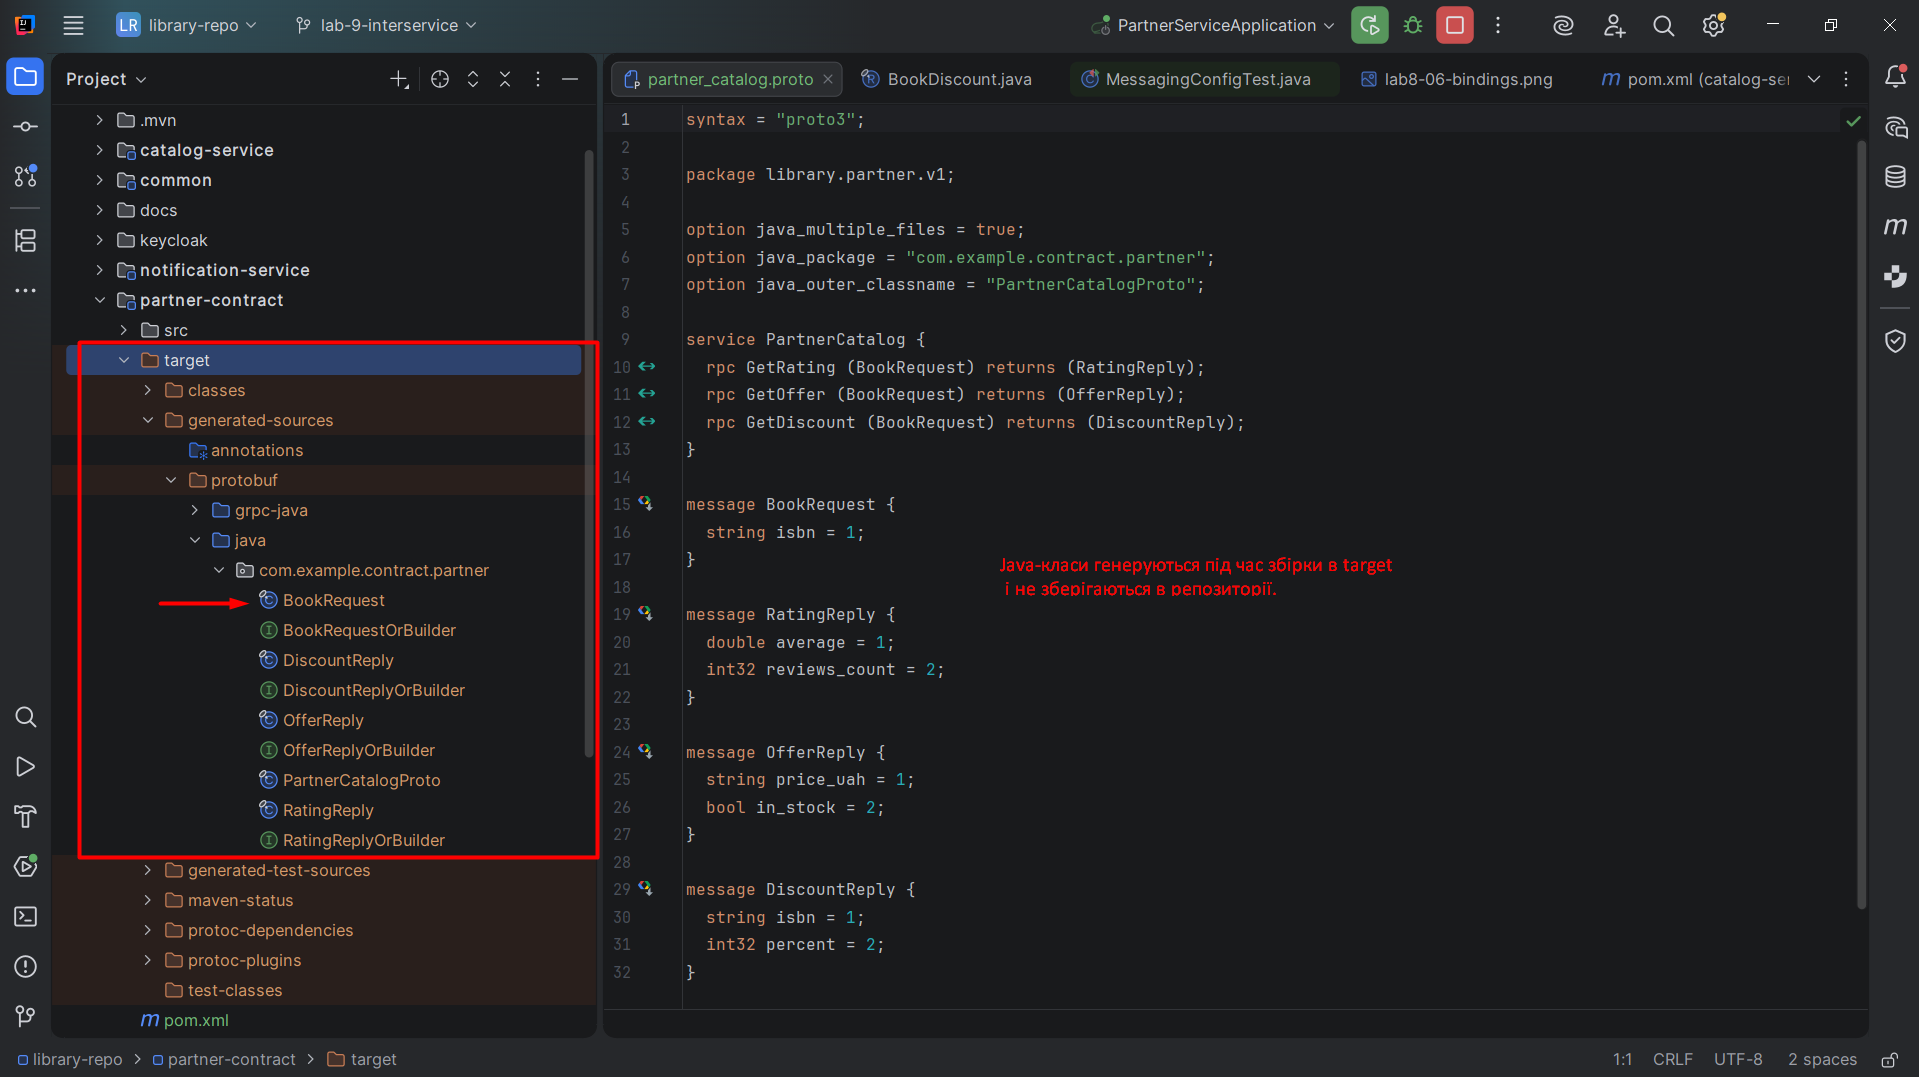 LR library-repo
lab-9-interservice
PartnerServiceApplication
Project
.mvn
catalog-service
common
docs
keycloak
notification-service
partner-contract
src
target
classes
generated-sources
annotations
protobuf
grpc-java
java
com.example.contract.partner
BookRequest
BookRequestOrBuilder
DiscountReply
DiscountReplyOrBuilder
OfferReply
OfferReplyOrBuilder
PartnerCatalogProto
RatingReply
RatingReplyOrBuilder
generated-test-sources
maven-status
protoc-dependencies
protoc-plugins
test-classes
pom.xml
partner_catalog.proto
BookDiscount.java
MessagingConfigTest.java
lab8-06-bindings.png
pom.xml (catalog-se
1 syntax = "proto3";
2
3 package library.partner.v1;
4
5 option java_multiple_files = true;
6 option java_package = "com.example.contract.partner";
7 option java_outer_classname = "PartnerCatalogProto";
8
9 service PartnerCatalog {
10 rpc GetRating (BookRequest) returns (RatingReply);
11 rpc GetOffer (BookRequest) returns (OfferReply);
12 rpc GetDiscount (BookRequest) returns (DiscountReply);
13 }
14
15 message BookRequest {
16 string isbn = 1;
17 }
18
19 message RatingReply {
20 double average = 1;
21 int32 reviews_count = 2;
22 }
23
24 message OfferReply {
25 string price_uah = 1;
26 bool in_stock = 2;
27 }
28
29 message DiscountReply {
30 string isbn = 1;
31 int32 percent = 2;
32 }
Java-класи генеруються під час збірки в target
і не зберігаються в репозиторії.
library-repo > partner-contract > target
1:1 CRLF UTF-8 2 spaces